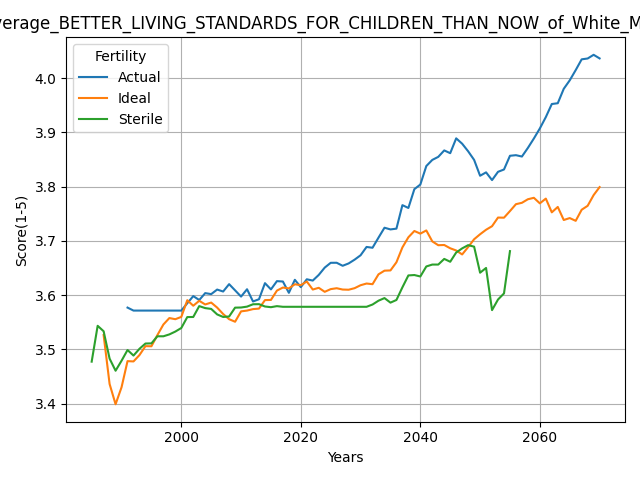 verage_BETTER_LIVING_STANDARDS_FOR_CHILDREN_THAN_NOW_of_White_M
Fertility
Actual
Ideal
Sterile
4.0
3.9
3.8
3.7
3.6
3.5
3.4
Score(1-5)
2000 2020 2040 2060
Years